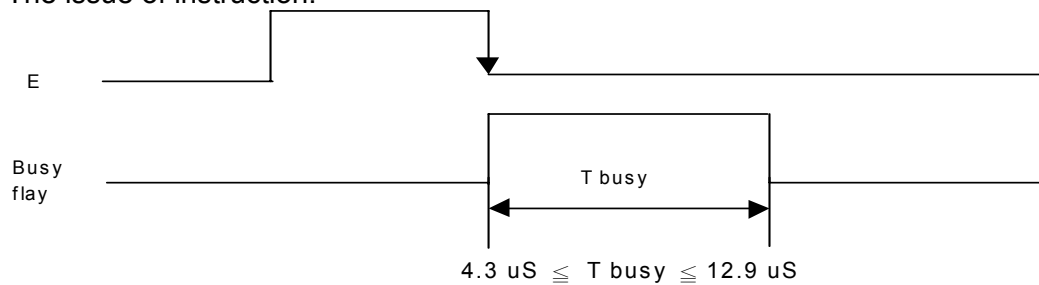 The issue of instruction.
E
Busy
flay
T busy
4.3 uS ≦ T busy ≦ 12.9 uS